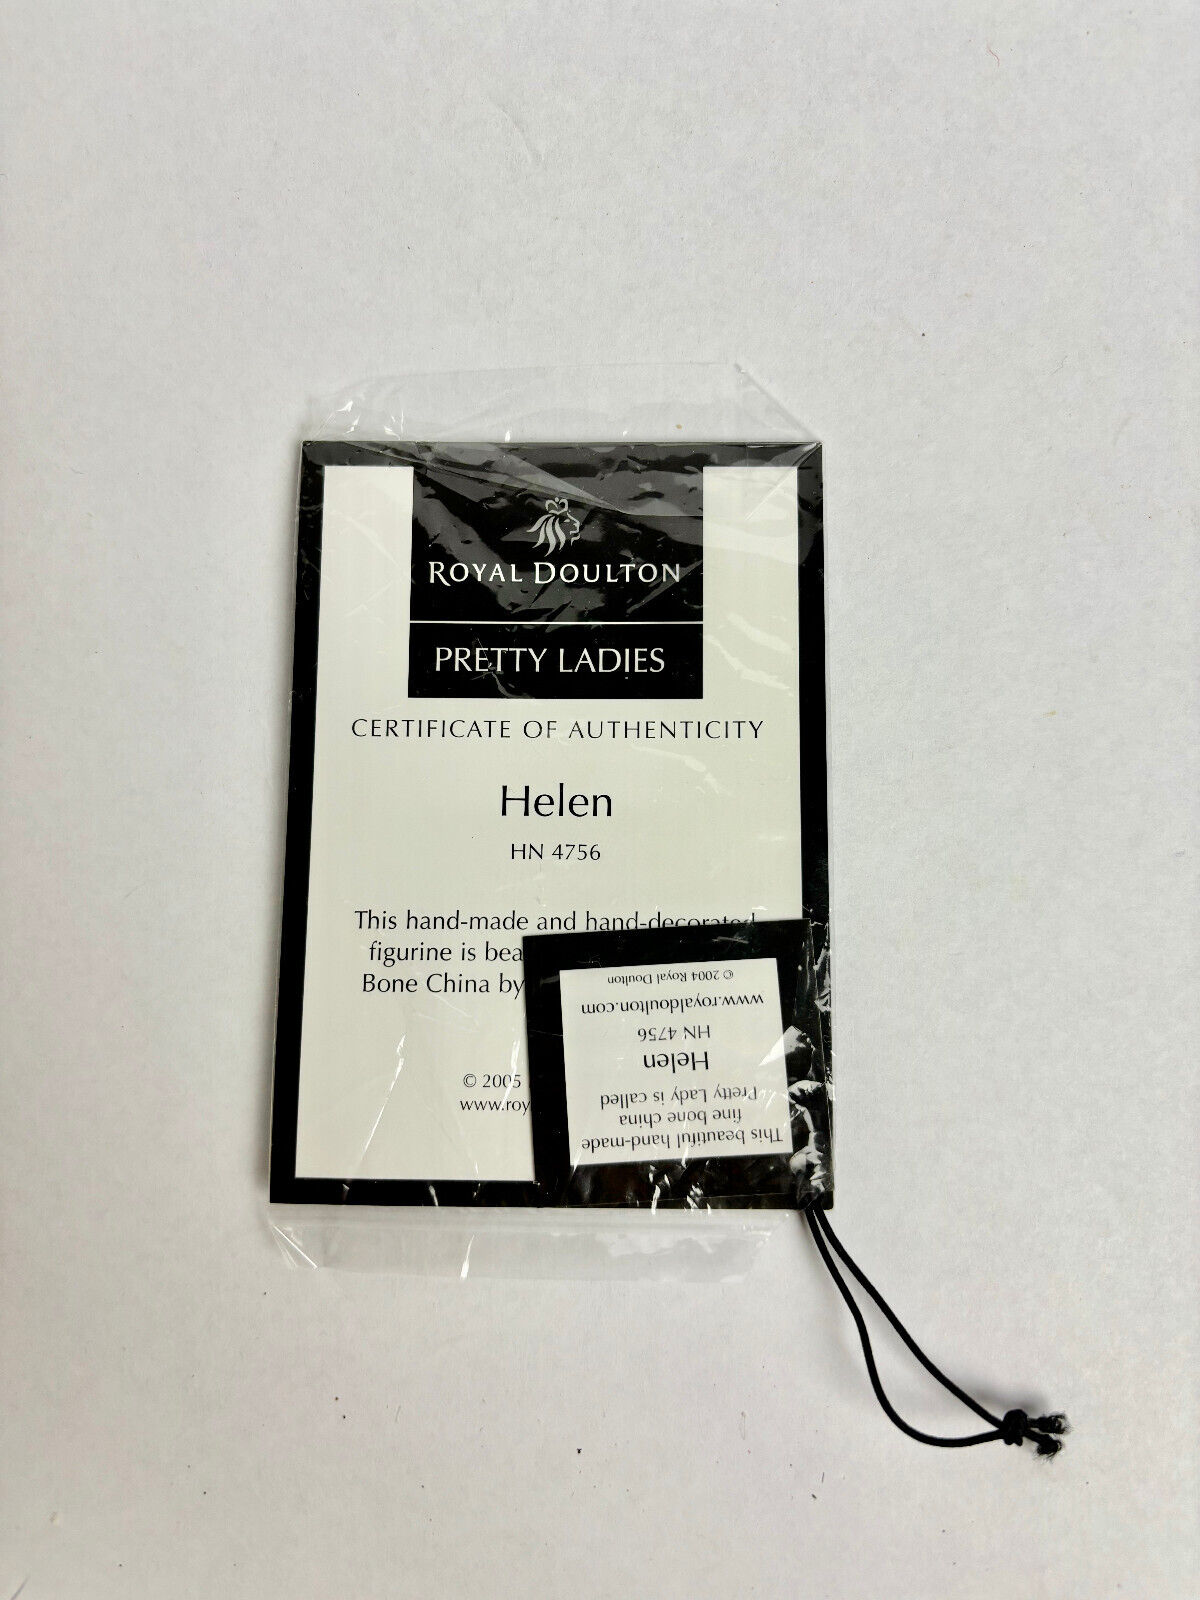 ROYAL DOULTON
PRETTY LADIES
CERTIFICATE OF AUTHENTICITY
Helen
HN 4756
This hand-made and hand-decorated
figurine is bea
Bone China by
© 2005
www.roy
This beautiful hand-made
fine bone china
Pretty Lady is called
Helen
HN 4756
www.royaldoulton.com
© 2004 Royal Doulton